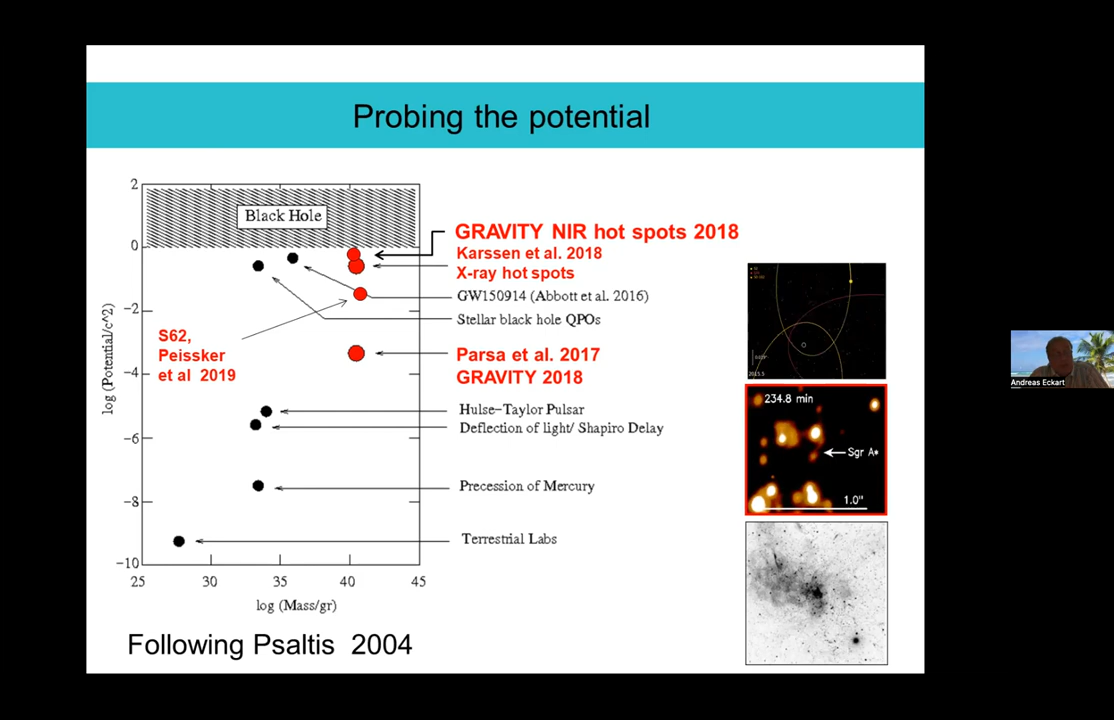 Probing the potential
2
0
−2
−4
−6
−8
−10
25
30
35
40
45
log (Potential/c^2)
log (Mass/gr)
Black Hole
GRAVITY NIR hot spots 2018
Karssen et al. 2018
X-ray hot spots
GW150914 (Abbott et al. 2016)
Stellar black hole QPOs
S62,
Peissker
et al 2019
Parsa et al. 2017
GRAVITY 2018
Hulse−Taylor Pulsar
Deflection of light/ Shapiro Delay
Precession of Mercury
Terrestrial Labs
Following Psaltis 2004
2015.5
234.8 min
Sgr A*
1.0"
Andreas Eckart